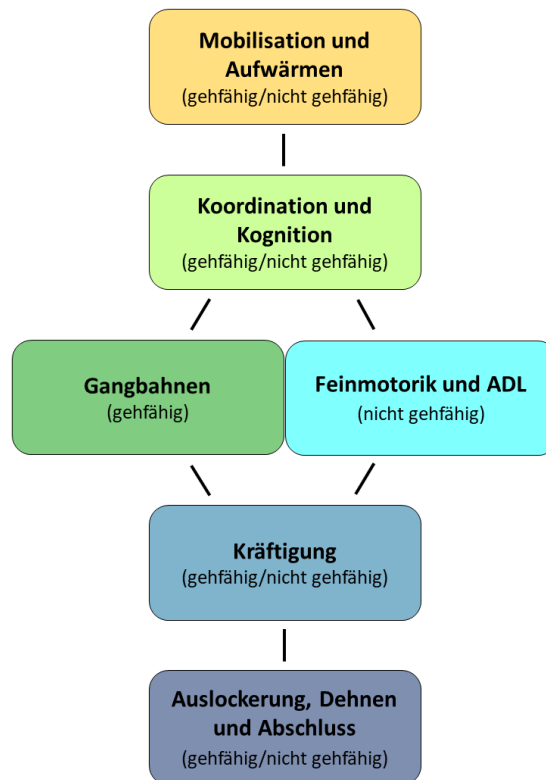 Mobilisation und
Aufwärmen
(gehfähig/nicht gehfähig)
Koordination und
Kognition
(gehfähig/nicht gehfähig)
Gangbahnen
(gehfähig)
Feinmotorik und ADL
(nicht gehfähig)
Kräftigung
(gehfähig/nicht gehfähig)
Auslockerung, Dehnen
und Abschluss
(gehfähig/nicht gehfähig)